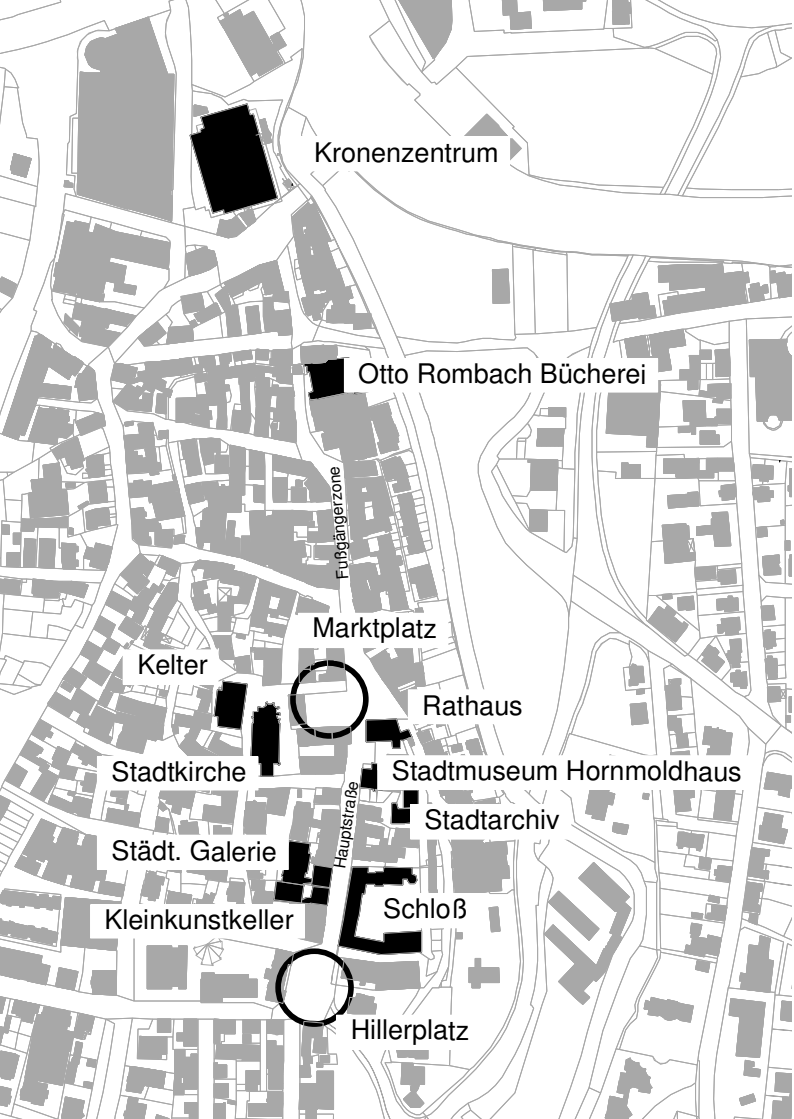 Kronenzentrum
Otto Rombach Bücherei
Fußgängerzone
Marktplatz
Kelter
Rathaus
Stadtkirche
Stadtmuseum Hornmoldhaus
Hauptstraße
Stadtarchiv
Städt. Galerie
Schloß
Kleinkunstkeller
Hillerplatz